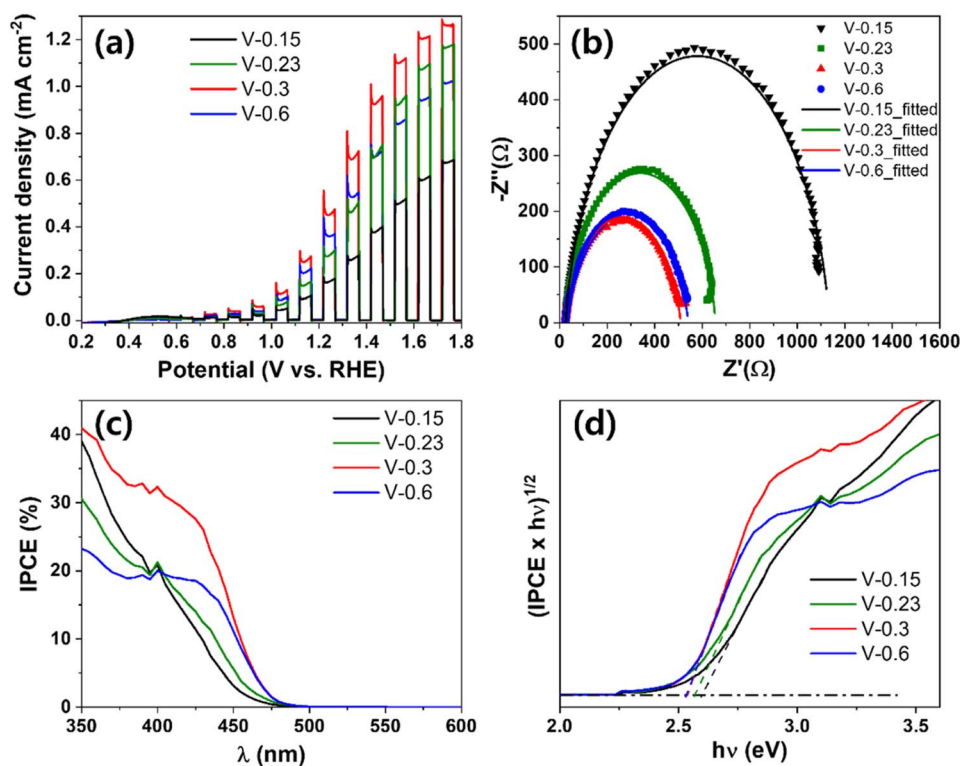 (a)
V-0.15
V-0.23
V-0.3
V-0.6
Current density (mA cm⁻²)
1.2
1.0
0.8
0.6
0.4
0.2
0.0
0.2 0.4 0.6 0.8 1.0 1.2 1.4 1.6 1.8
Potential (V vs. RHE)
(b)
V-0.15
V-0.23
V-0.3
V-0.6
V-0.15_fitted
V-0.23_fitted
V-0.3_fitted
V-0.6_fitted
-Z''(Ω)
500
400
300
200
100
0
0 200 400 600 800 1000 1200 1400 1600
Z'(Ω)
(c)
V-0.15
V-0.23
V-0.3
V-0.6
IPCE (%)
40
30
20
10
0
350 400 450 500 550 600
λ (nm)
(d)
V-0.15
V-0.23
V-0.3
V-0.6
(IPCE x hν)^1/2
2.0 2.5 3.0 3.5
hν (eV)